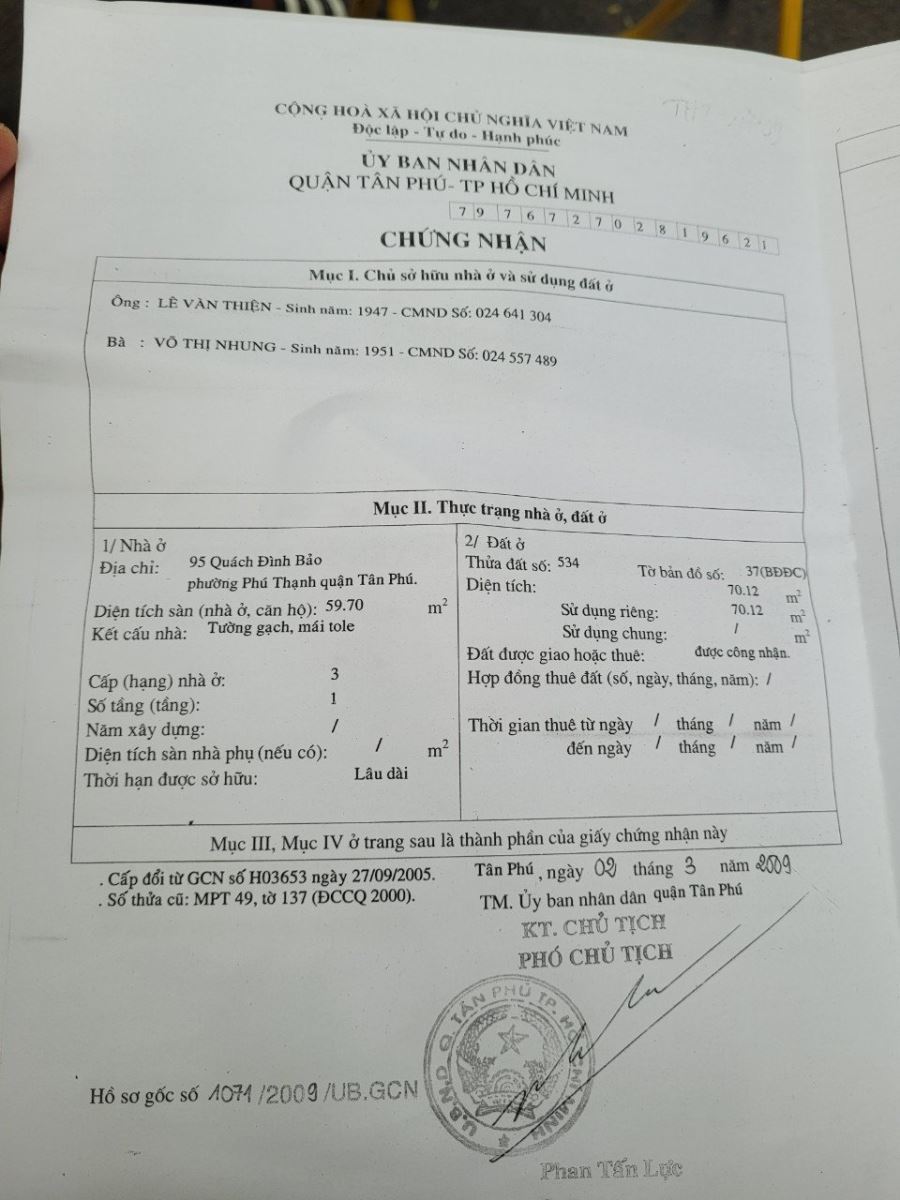 CỘNG HOÀ XÃ HỘI CHỦ NGHĨA VIỆT NAM
Độc lập - Tự do - Hạnh phúc
ỦY BAN NHÂN DÂN
QUẬN TÂN PHÚ- TP HỒ CHÍ MINH
7 9 7 6 7 2 7 0 2 8 1 9 6 2 1
CHỨNG NHẬN
Mục I. Chủ sở hữu nhà ở và sử dụng đất ở
Ông : LÊ VĂN THIỆN - Sinh năm: 1947 - CMND Số: 024 641 304
Bà : VÕ THỊ NHUNG - Sinh năm: 1951 - CMND Số: 024 557 489
Mục II. Thực trạng nhà ở, đất ở
1/ Nhà ở
Địa chỉ: 95 Quách Đình Bảo
phường Phú Thạnh quận Tân Phú.
Diện tích sàn (nhà ở, căn hộ): 59.70 m²
Kết cấu nhà: Tường gạch, mái tole
Cấp (hạng) nhà ở: 3
Số tầng (tầng): 1
Năm xây dựng: /
Diện tích sàn nhà phụ (nếu có): / m²
Thời hạn được sở hữu: Lâu dài
2/ Đất ở
Thửa đất số: 534 Tờ bản đồ số: 37(BĐĐC)
Diện tích: 70.12 m²
Sử dụng riêng: 70.12 m²
Sử dụng chung: / m²
Đất được giao hoặc thuê: được công nhận.
Hợp đồng thuê đất (số, ngày, tháng, năm): /
Thời gian thuê từ ngày / tháng / năm /
đến ngày / tháng / năm /
Mục III, Mục IV ở trang sau là thành phần của giấy chứng nhận này
. Cấp đổi từ GCN số H03653 ngày 27/09/2005.
. Số thửa cũ: MPT 49, tờ 137 (ĐCCQ 2000).
Tân Phú, ngày 02 tháng 3 năm 2009
TM. Ủy ban nhân dân quận Tân Phú
KT. CHỦ TỊCH
PHÓ CHỦ TỊCH
U.B.N.D Q. TÂN PHÚ TP. HỒ CHÍ MINH
Hồ sơ gốc số 1071/2009/UB.GCN
Phan Tấn Lực